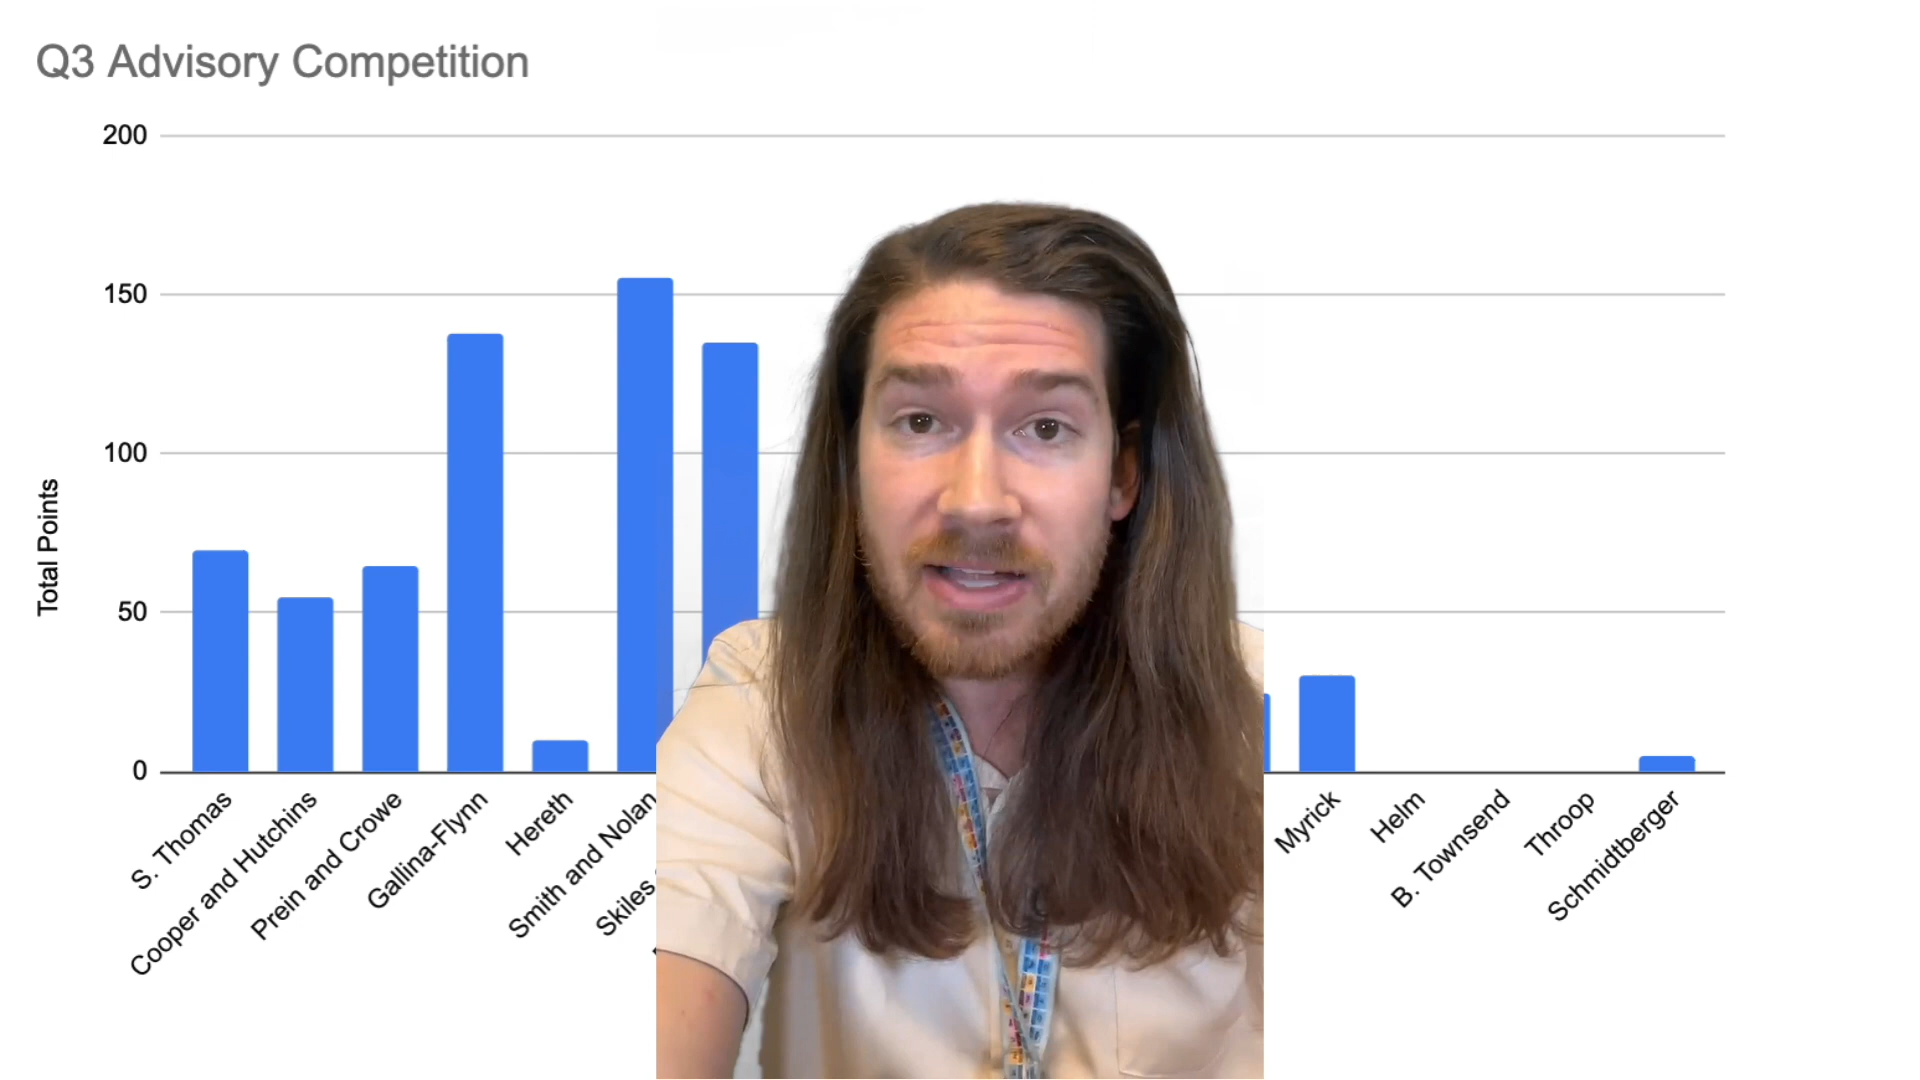 Q3 Advisory Competition
200
150
100
50
0
Total Points
S. Thomas
Cooper and Hutchins
Prein and Crowe
Gallina-Flynn
Hereth
Smith and Nolan
Skiles
Myrick
Helm
B. Townsend
Throop
Schmidtberger